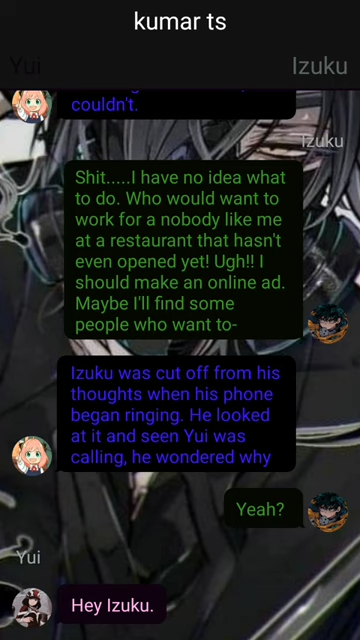 kumar ts
Yui
Izuku
couldn't.
Izuku
Shit.....I have no idea what
to do. Who would want to
work for a nobody like me
at a restaurant that hasn't
even opened yet! Ugh!! I
should make an online ad.
Maybe I'll find some
people who want to-
Izuku was cut off from his
thoughts when his phone
began ringing. He looked
at it and seen Yui was
calling, he wondered why
Yeah?
Yui
Hey Izuku.